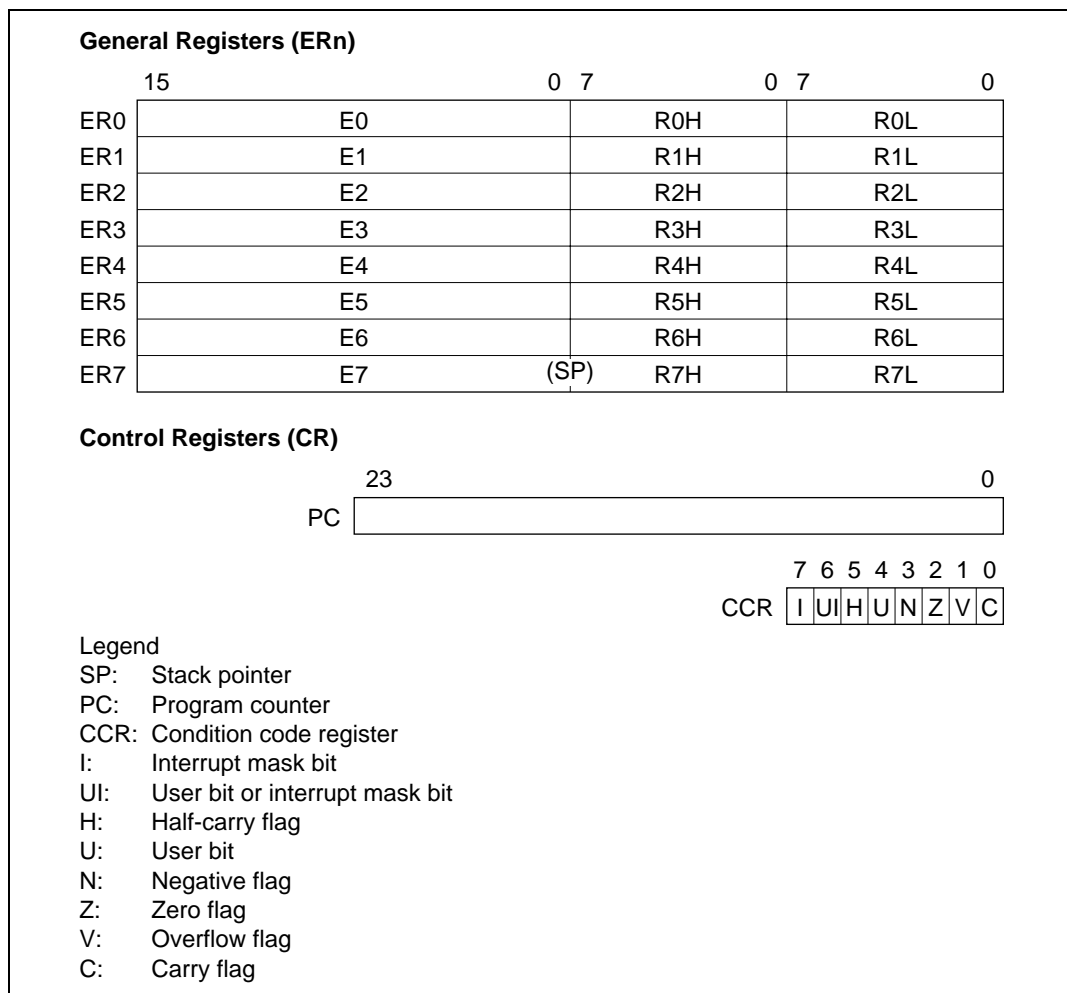 General Registers (ERn)
15 0 7 0 7 0
ER0 E0 R0H R0L
ER1 E1 R1H R1L
ER2 E2 R2H R2L
ER3 E3 R3H R3L
ER4 E4 R4H R4L
ER5 E5 R5H R5L
ER6 E6 R6H R6L
ER7 E7 (SP) R7H R7L
Control Registers (CR)
23 0
PC
7 6 5 4 3 2 1 0
CCR I UI H U N Z V C
Legend
SP: Stack pointer
PC: Program counter
CCR: Condition code register
I: Interrupt mask bit
UI: User bit or interrupt mask bit
H: Half-carry flag
U: User bit
N: Negative flag
Z: Zero flag
V: Overflow flag
C: Carry flag